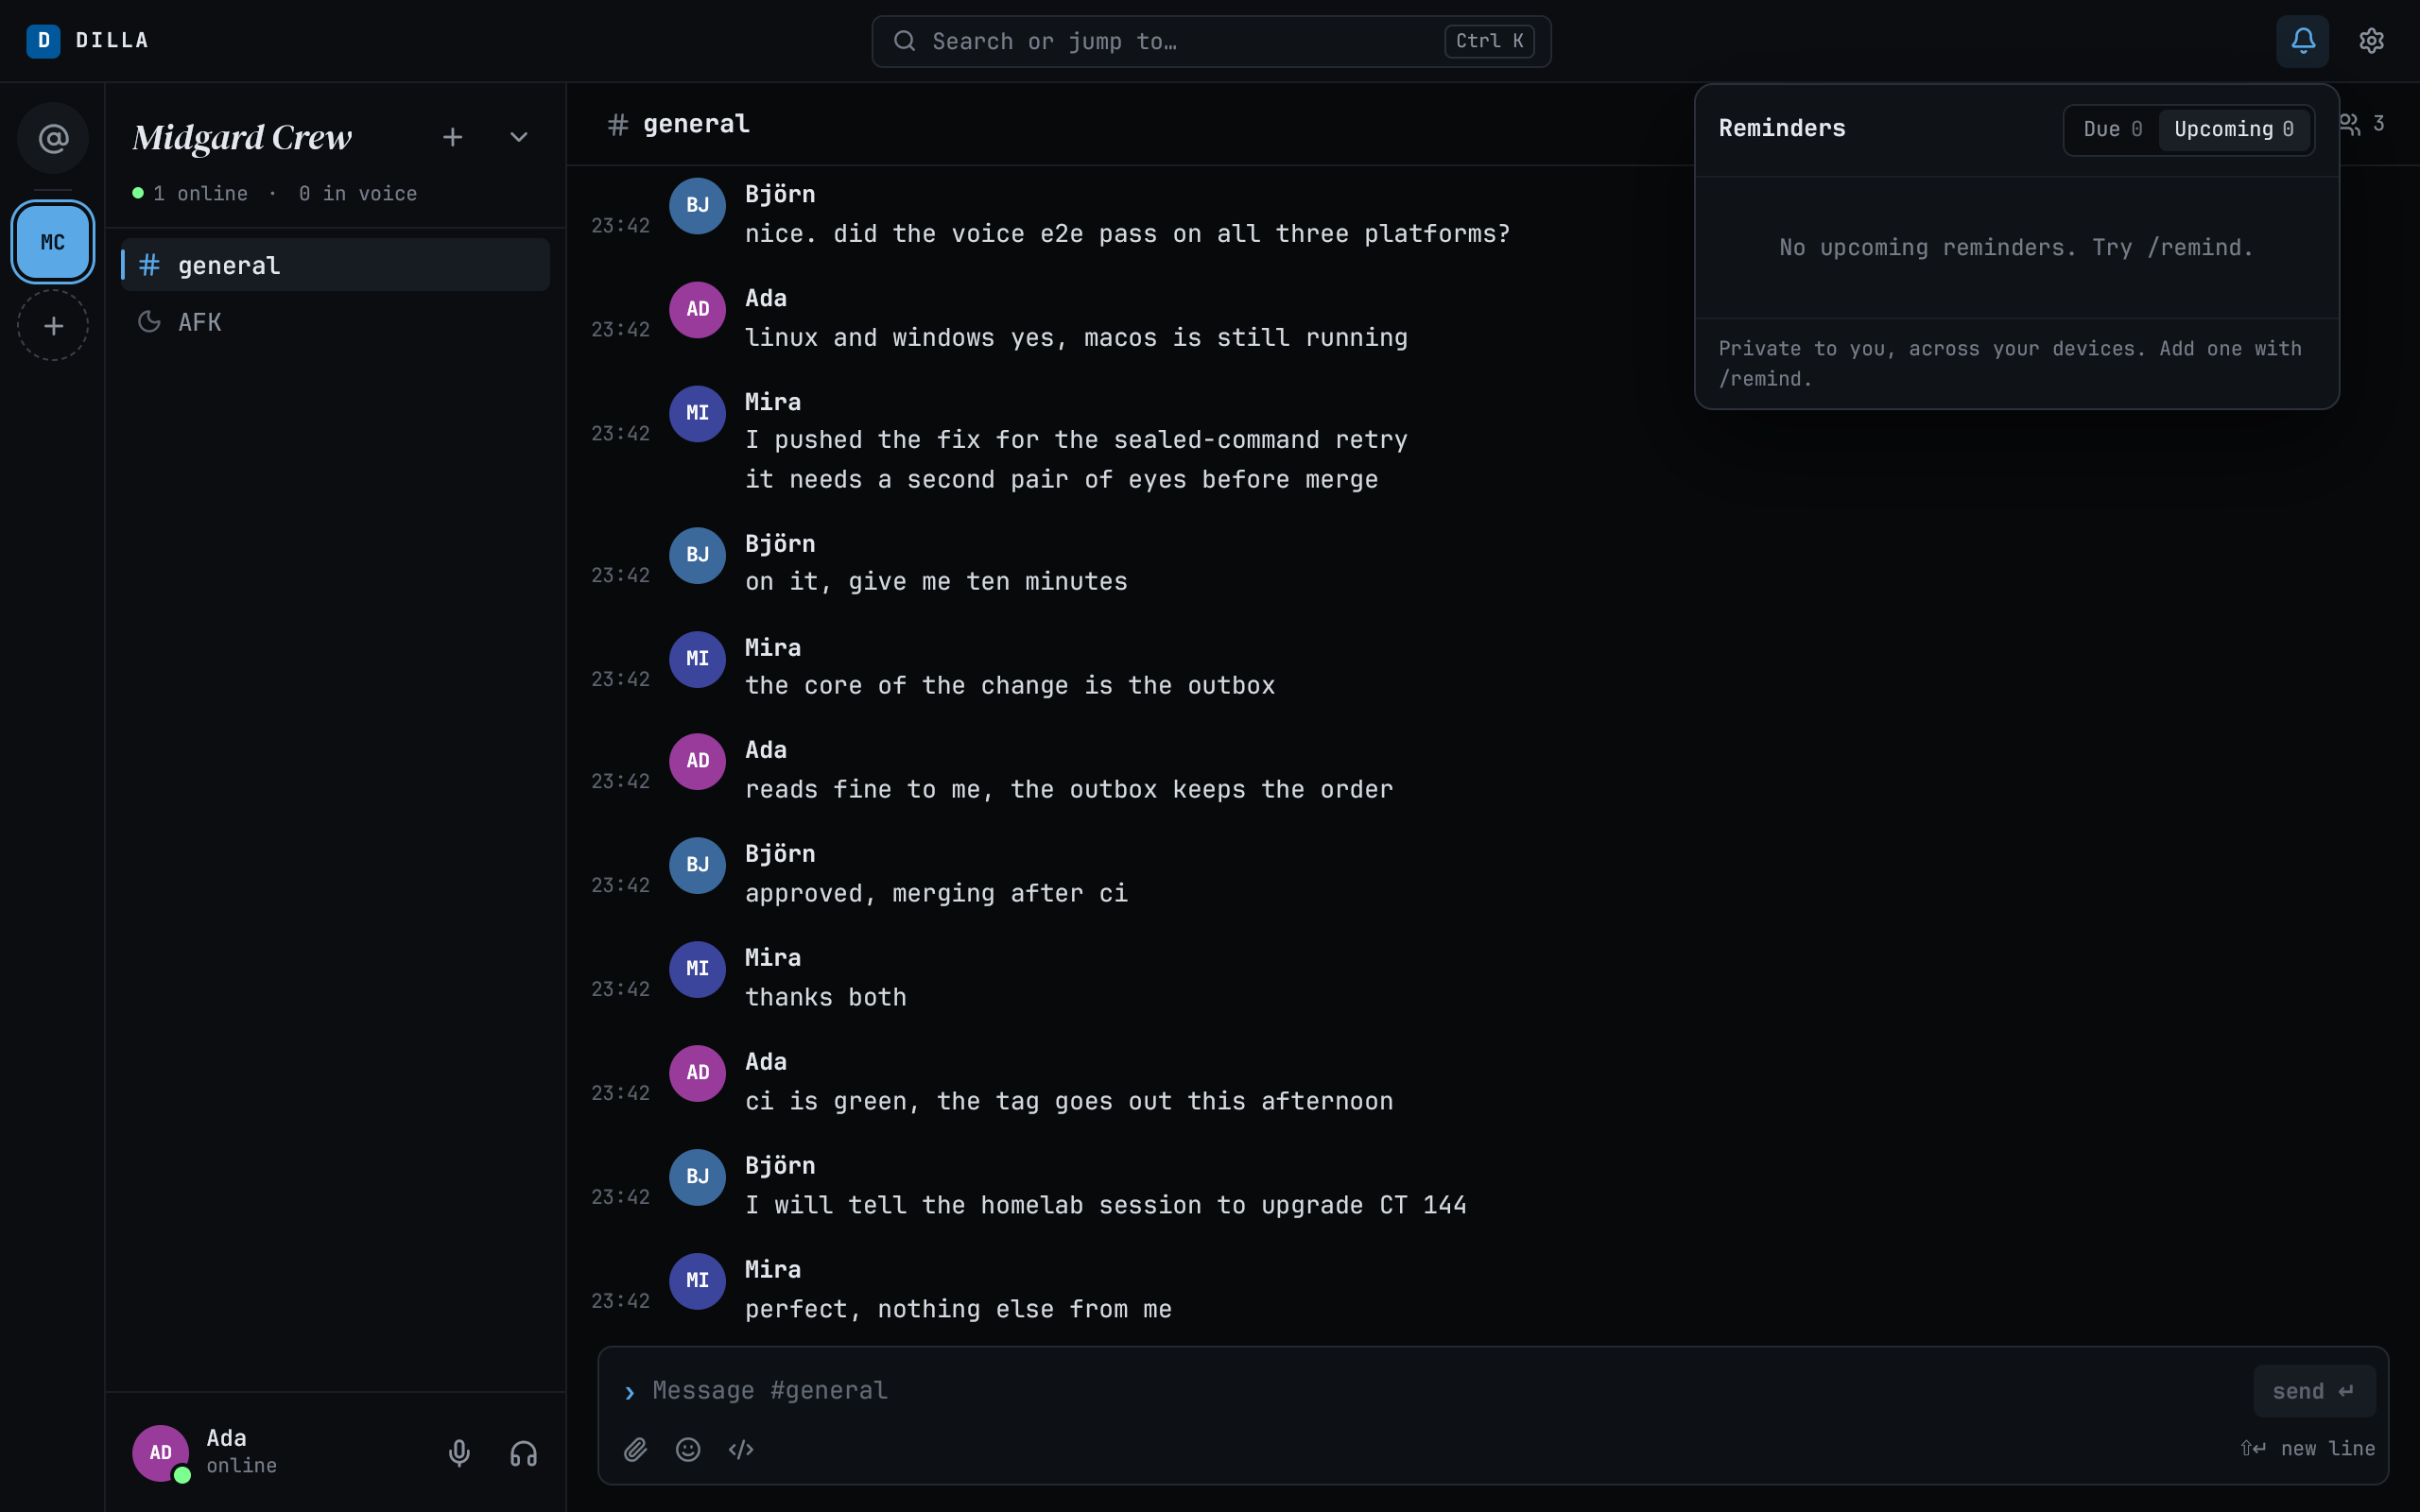 D DILLA
Search or jump to… Ctrl K
@
Midgard Crew
1 online · 0 in voice
MC
# general
AFK
# general
3
Reminders
Due 0 Upcoming 0
No upcoming reminders. Try /remind.
Private to you, across your devices. Add one with
/remind.
BJ Björn
23:42 nice. did the voice e2e pass on all three platforms?
AD Ada
23:42 linux and windows yes, macos is still running
MI Mira
23:42 I pushed the fix for the sealed-command retry
it needs a second pair of eyes before merge
BJ Björn
23:42 on it, give me ten minutes
MI Mira
23:42 the core of the change is the outbox
AD Ada
23:42 reads fine to me, the outbox keeps the order
BJ Björn
23:42 approved, merging after ci
MI Mira
23:42 thanks both
AD Ada
23:42 ci is green, the tag goes out this afternoon
BJ Björn
23:42 I will tell the homelab session to upgrade CT 144
MI Mira
23:42 perfect, nothing else from me
› Message #general
send ↵
⇧↵ new line
AD Ada
online